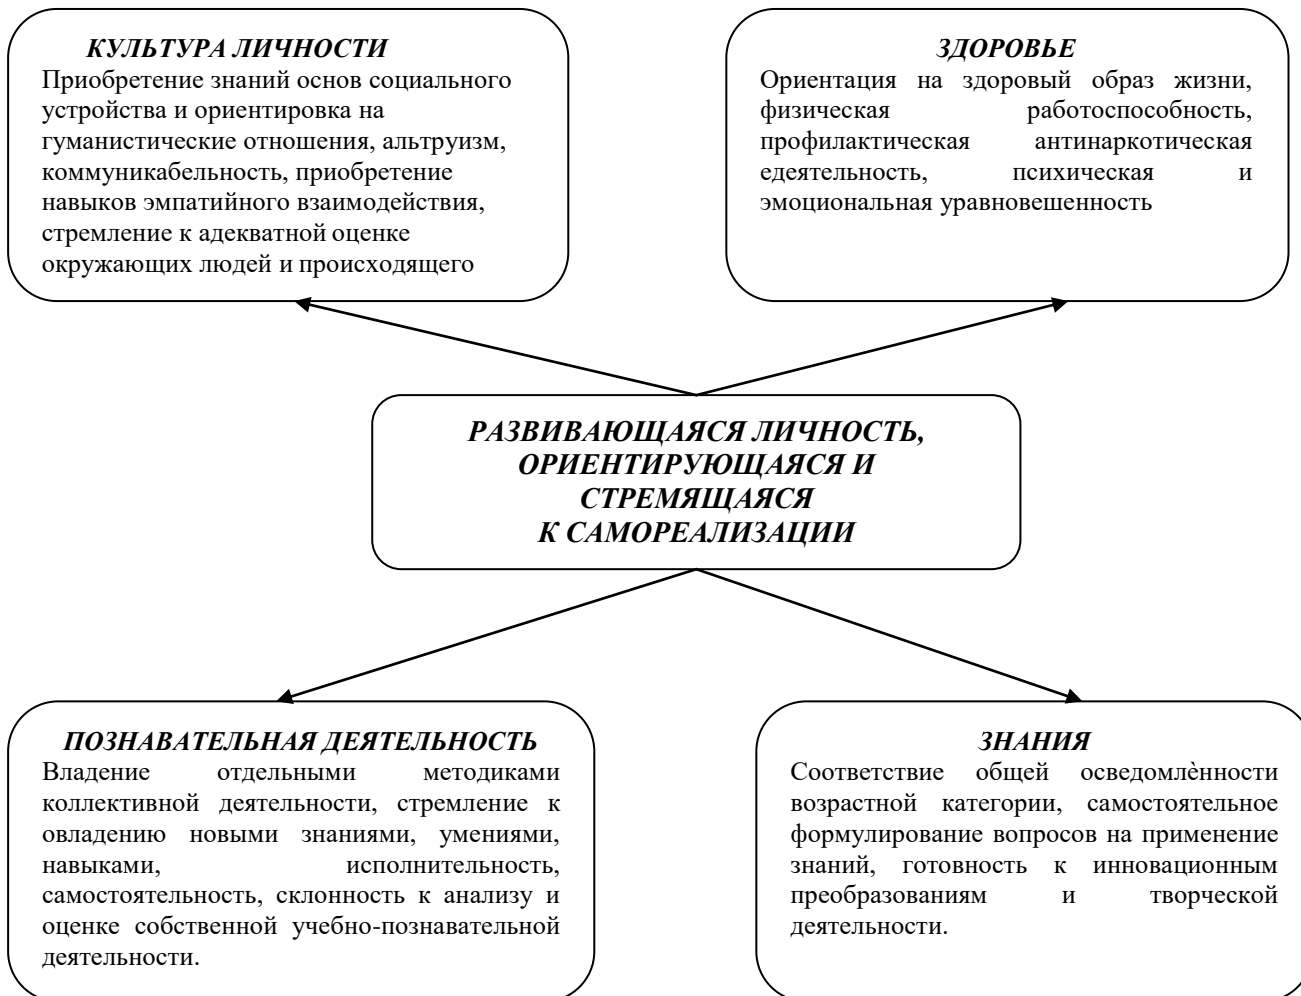 КУЛЬТУРА ЛИЧНОСТИ
Приобретение знаний основ социального
устройства и ориентировка на
гуманистические отношения, альтруизм,
коммуникабельность, приобретение
навыков эмпатийного взаимодействия,
стремление к адекватной оценке
окружающих людей и происходящего
ЗДОРОВЬЕ
Ориентация на здоровый образ жизни,
физическая работоспособность,
профилактическая антинаркотическая
едеятельность, психическая и
эмоциональная уравновешенность
РАЗВИВАЮЩАЯСЯ ЛИЧНОСТЬ,
ОРИЕНТИРУЮЩАЯСЯ И
СТРЕМЯЩАЯСЯ
К САМОРЕАЛИЗАЦИИ
ПОЗНАВАТЕЛЬНАЯ ДЕЯТЕЛЬНОСТЬ
Владение отдельными методиками
коллективной деятельности, стремление к
овладению новыми знаниями, умениями,
навыками, исполнительность,
самостоятельность, склонность к анализу и
оценке собственной учебно-познавательной
деятельности.
ЗНАНИЯ
Соответствие общей осведомлѐнности
возрастной категории, самостоятельное
формулирование вопросов на применение
знаний, готовность к инновационным
преобразованиям и творческой
деятельности.